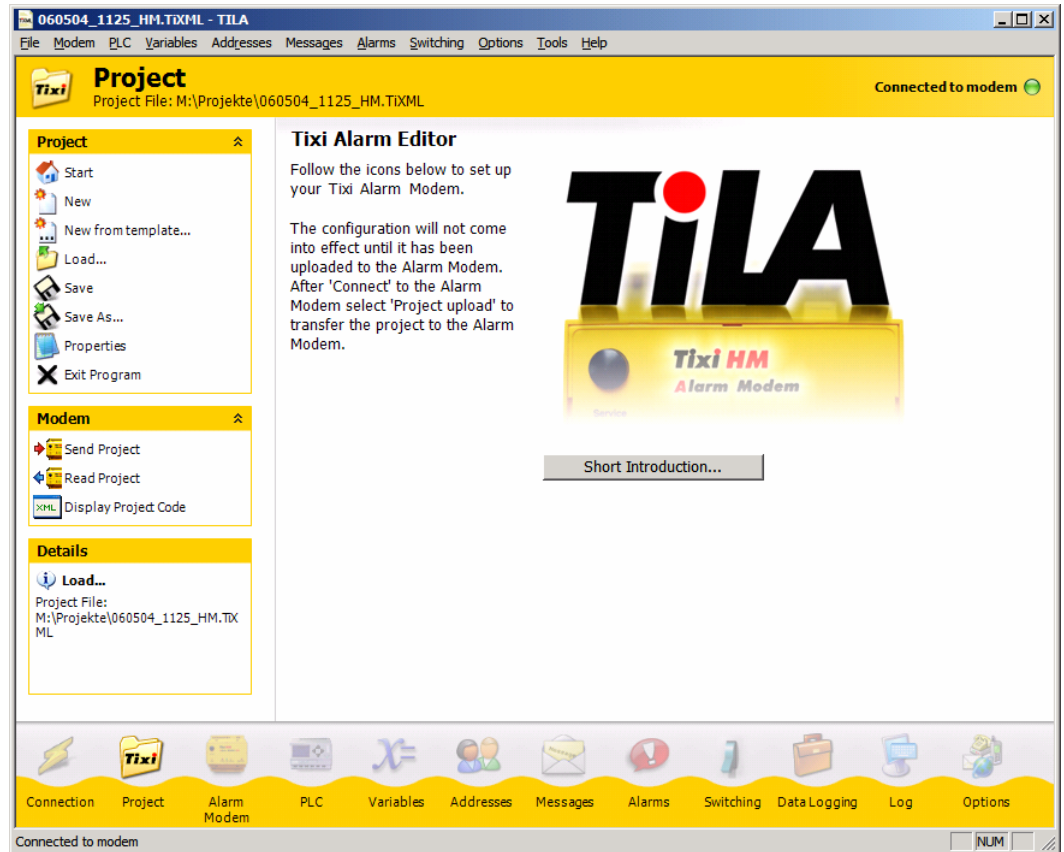 060504_1125_HM.TiXML - TILA
File Modem PLC Variables Addresses Messages Alarms Switching Options Tools Help
Tixi
Project
Project File: M:\Projekte\060504_1125_HM.TiXML
Connected to modem
Project
Start
New
New from template...
Load...
Save
Save As...
Properties
Exit Program
Modem
Send Project
Read Project
XML Display Project Code
Details
Load...
Project File:
M:\Projekte\060504_1125_HM.TiX
ML
Tixi Alarm Editor
Follow the icons below to set up
your Tixi Alarm Modem.
The configuration will not come
into effect until it has been
uploaded to the Alarm Modem.
After 'Connect' to the Alarm
Modem select 'Project upload' to
transfer the project to the Alarm
Modem.
TiLA
Tixi HM
Alarm Modem
Service
Short Introduction...
Tixi
Message
Connection Project Alarm Modem PLC Variables Addresses Messages Alarms Switching Data Logging Log Options
Connected to modem
NUM